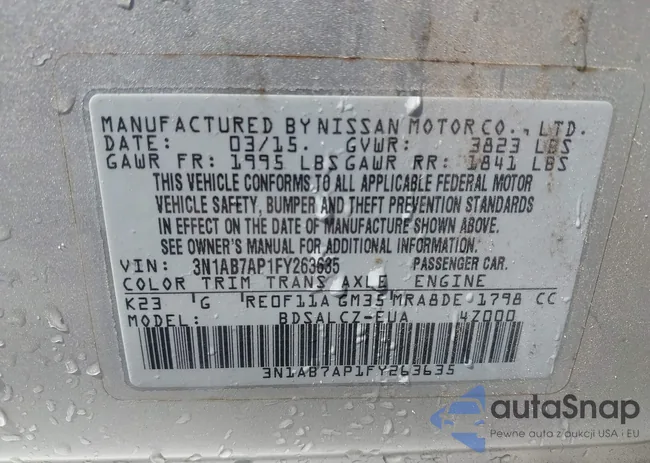 MANUFACTURED BY NISSAN MOTOR CO., LTD.
DATE: 03/15. GVWR: 3823 LBS
GAWR FR: 1995 LBS GAWR RR: 1841 LBS
THIS VEHICLE CONFORMS TO ALL APPLICABLE FEDERAL MOTOR
VEHICLE SAFETY, BUMPER AND THEFT PREVENTION STANDARDS
IN EFFECT ON THE DATE OF MANUFACTURE SHOWN ABOVE.
SEE OWNER'S MANUAL FOR ADDITIONAL INFORMATION.
VIN: 3N1AB7AP1FY263635 PASSENGER CAR.
COLOR TRIM TRANS AXLE ENGINE
K23 G RE0F11A GM35 MRA8DE 1798 CC
MODEL: BDSALCZ-EUA 4Z000
3N1AB7AP1FY263635
autaSnap
Pewne auta z aukcji USA i EU